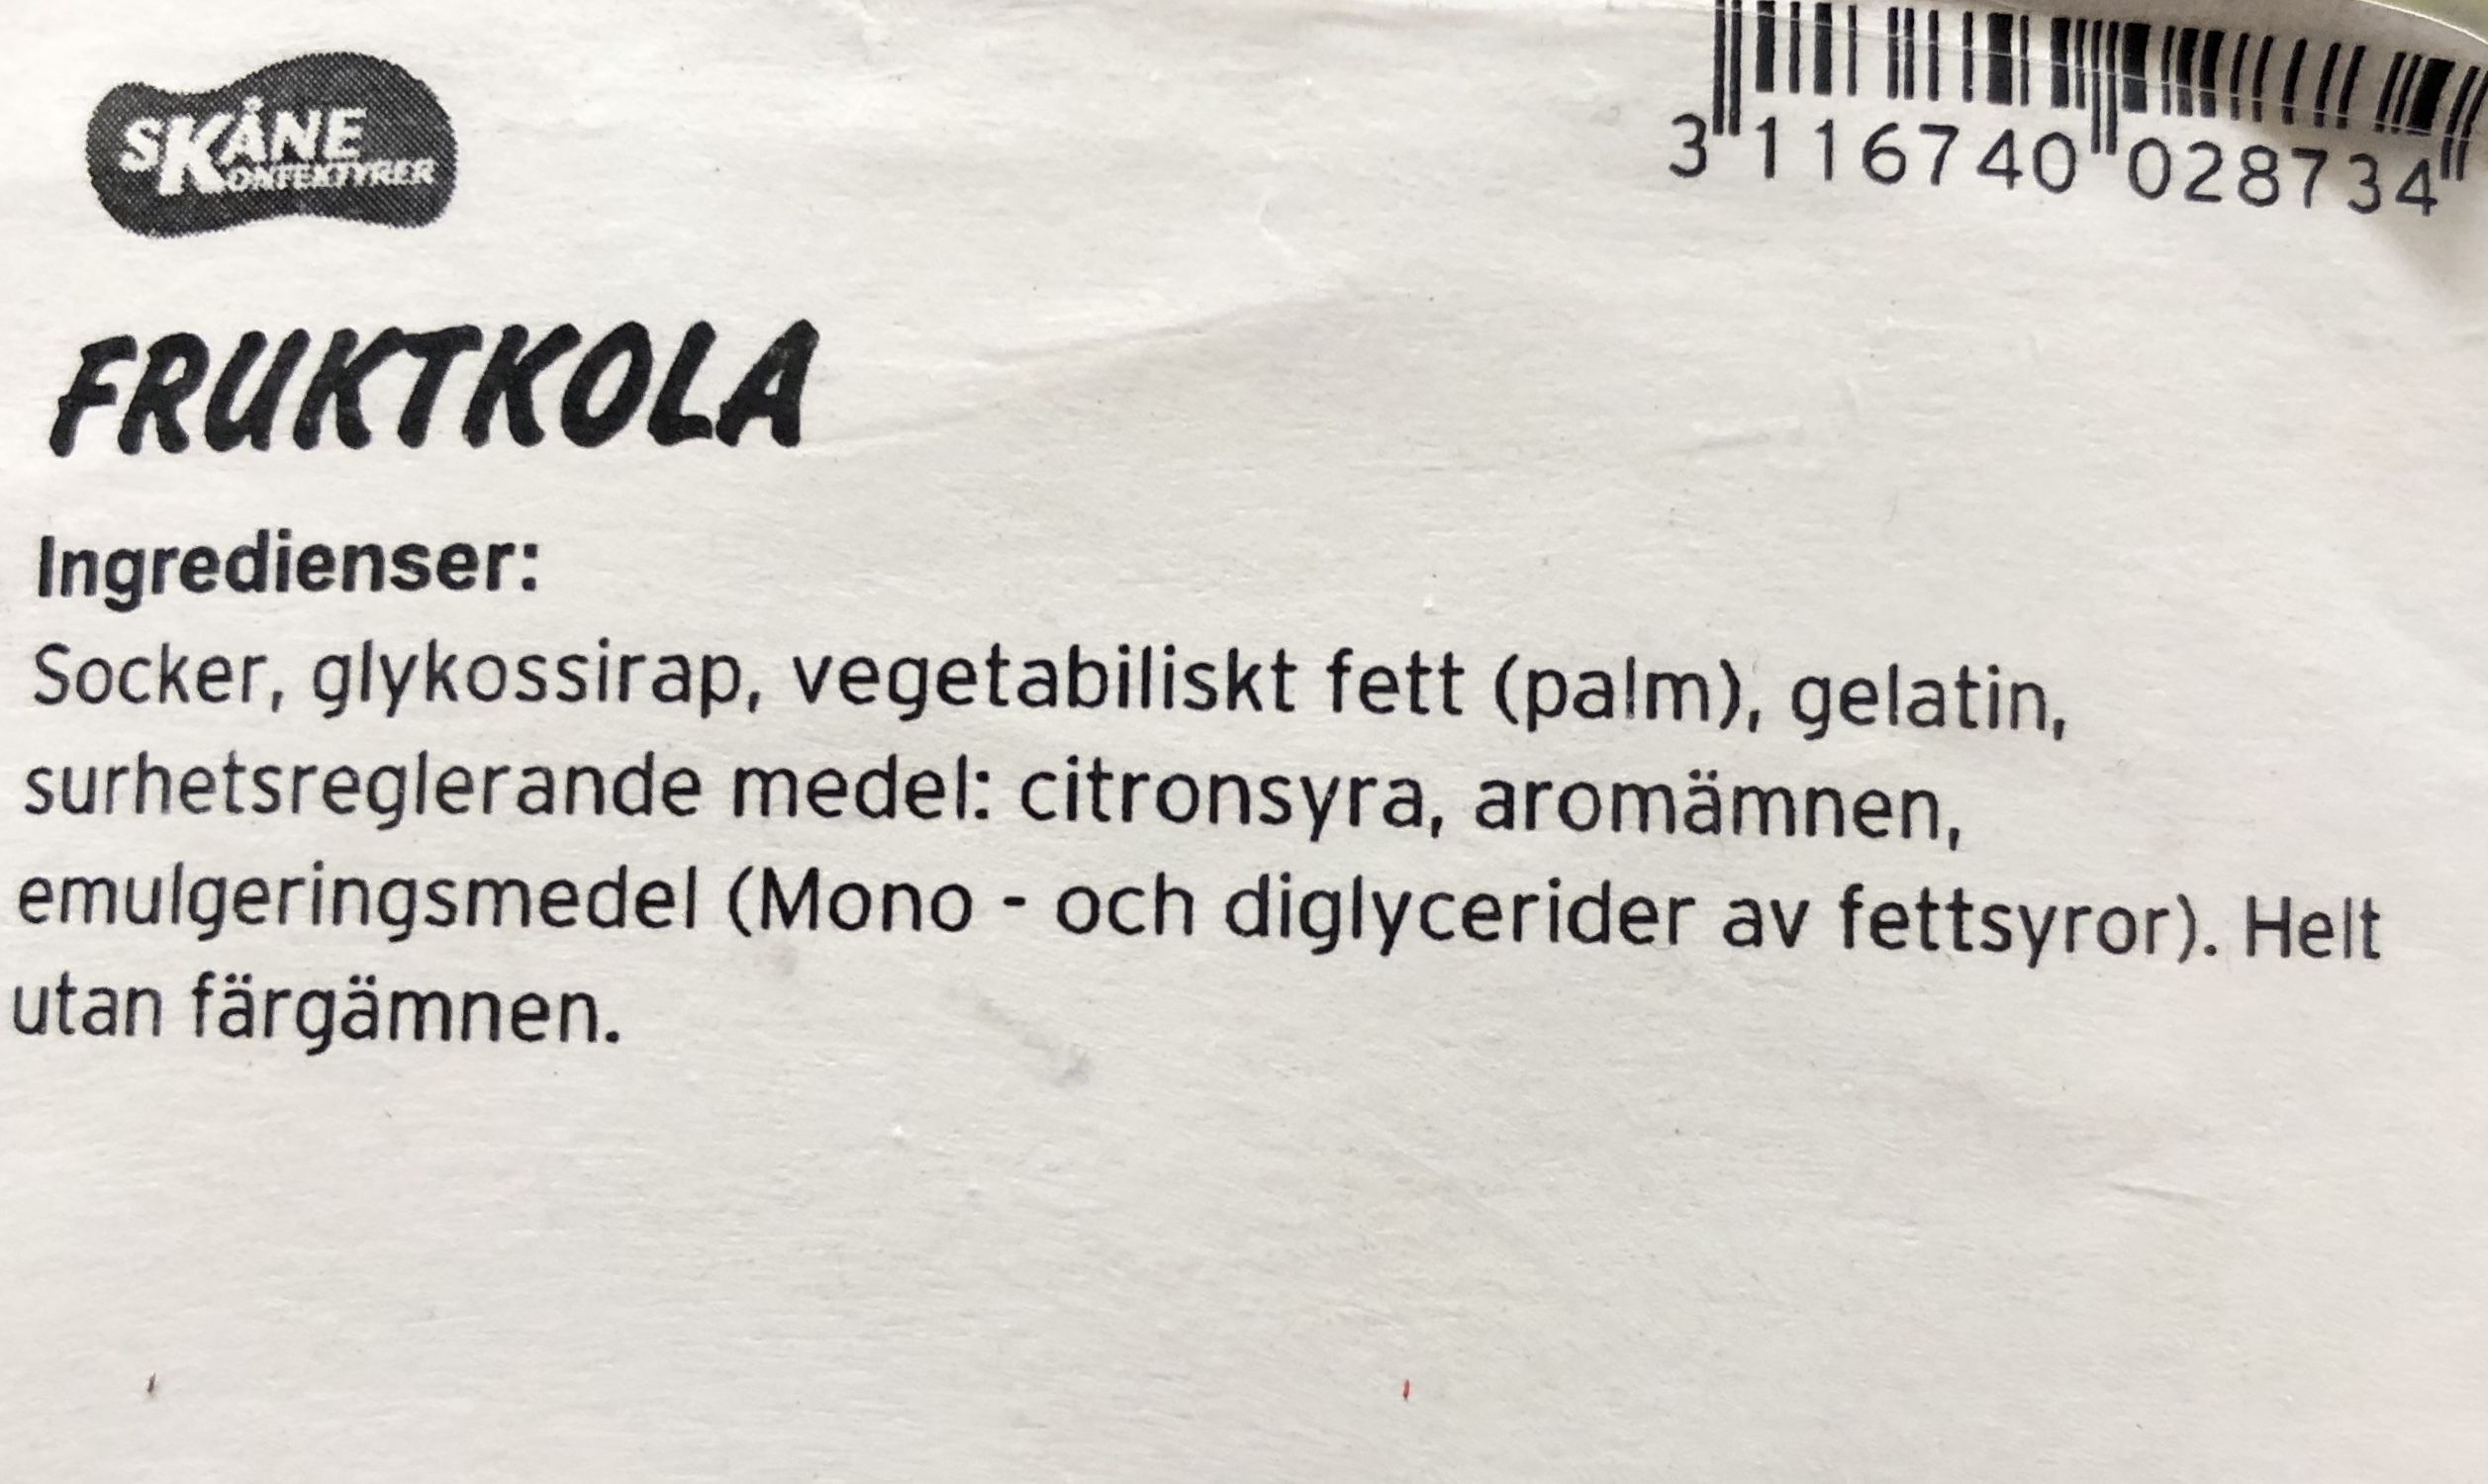 SKÅNE
KONFEKTYRER
3 116740 028734
FRUKTKOLA
Ingredienser:
Socker, glykossirap, vegetabiliskt fett (palm), gelatin,
surhetsreglerande medel: citronsyra, aromämnen,
emulgeringsmedel (Mono - och diglycerider av fettsyror). Helt
utan färgämnen.